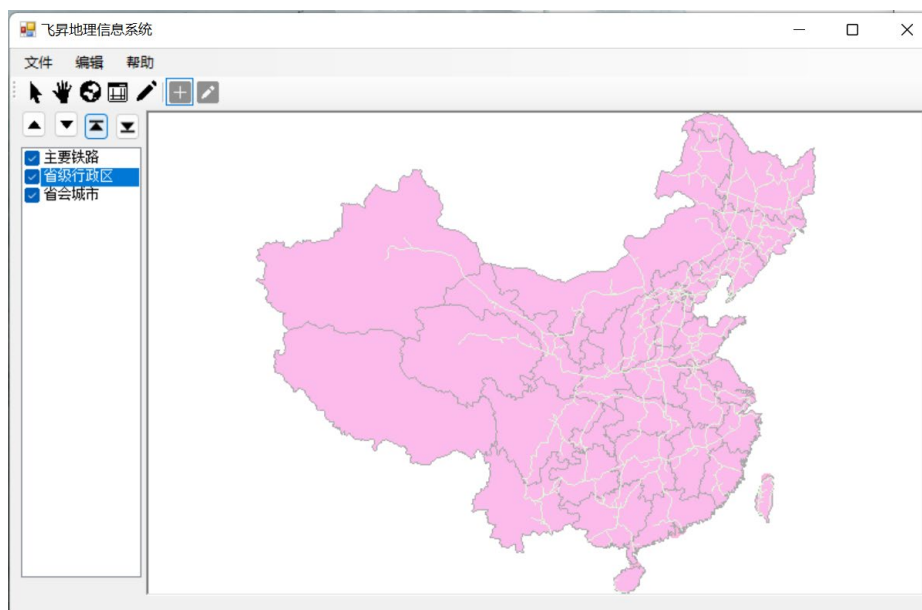 飞昇地理信息系统
文件 编辑 帮助
主要铁路
省级行政区
省会城市